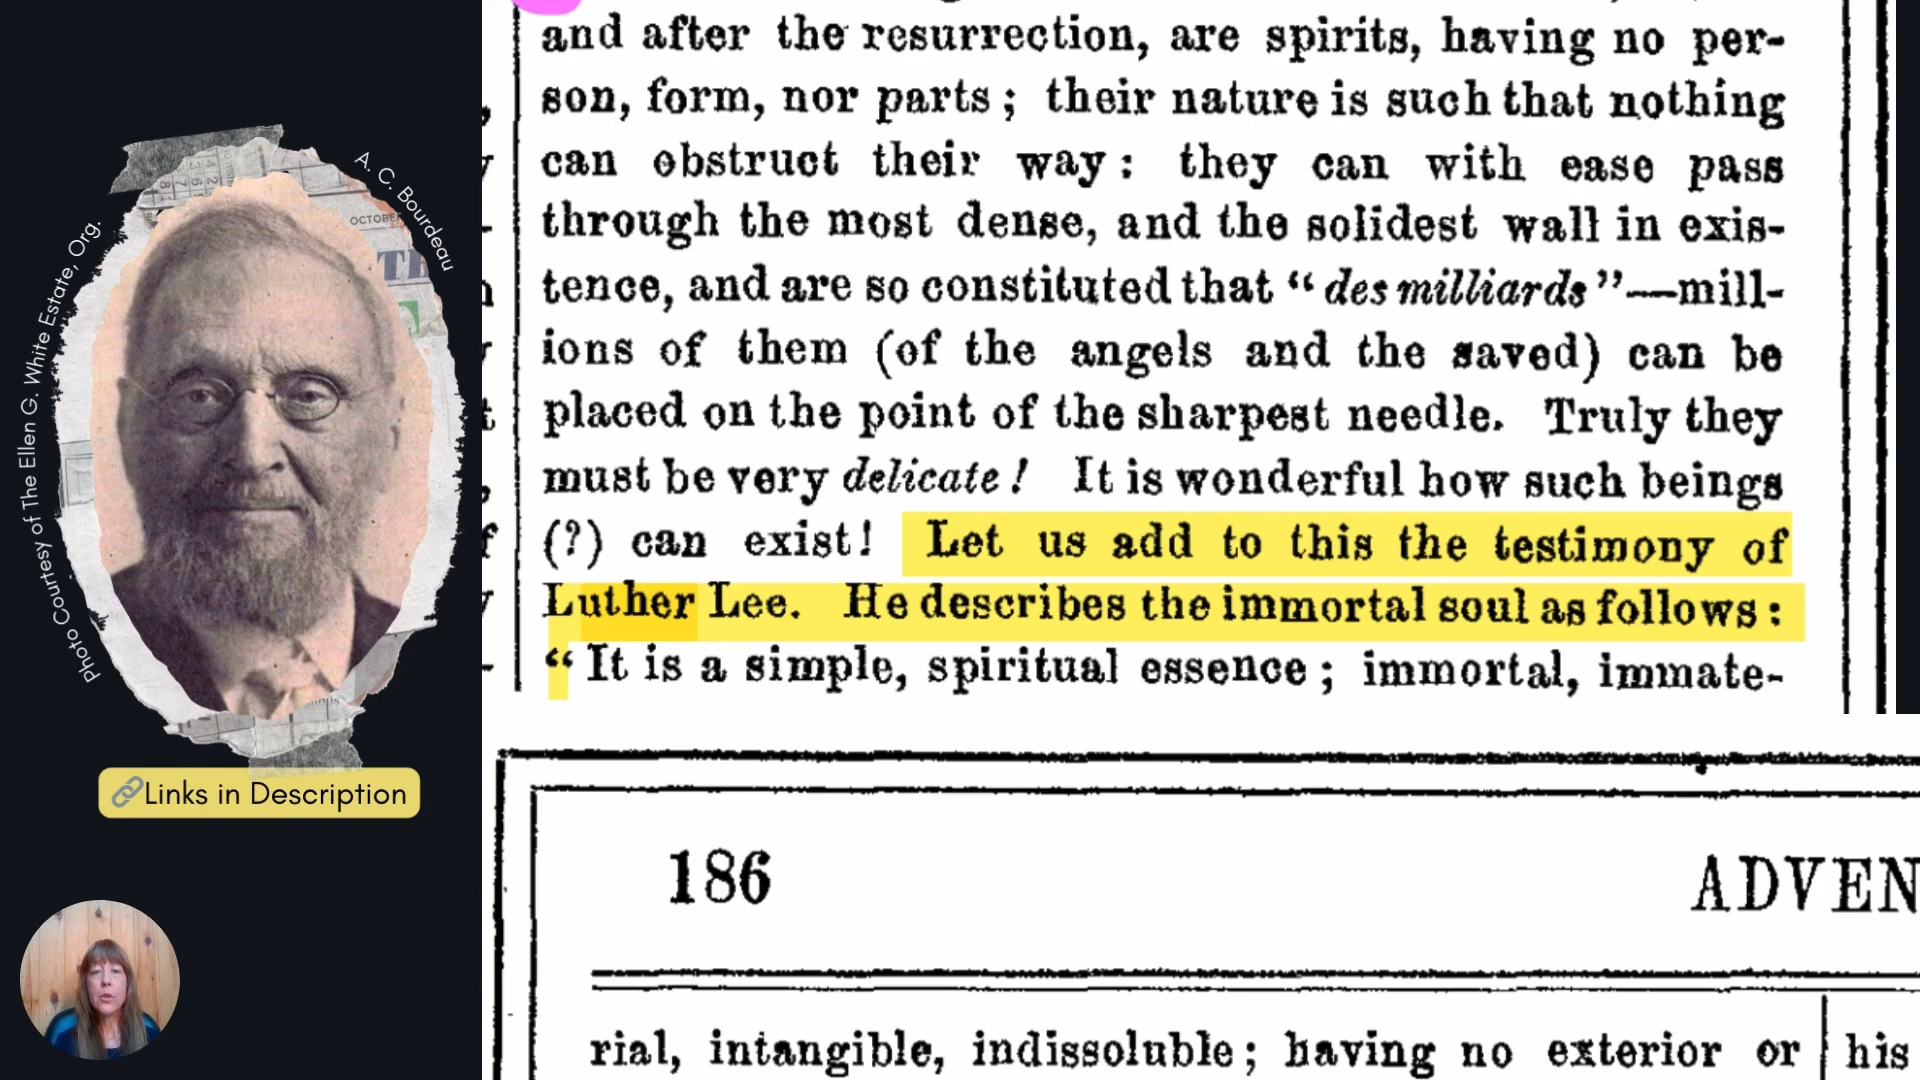 Photo Courtesy of The Ellen G. White Estate, Org.
A. C. Bourdeau
OCTOBER
🔗Links in Description
and after the resurrection, are spirits, having no per-
son, form, nor parts; their nature is such that nothing
can obstruct their way: they can with ease pass
through the most dense, and the solidest wall in exis-
tence, and are so constituted that “des milliards”—mill-
ions of them (of the angels and the saved) can be
placed on the point of the sharpest needle. Truly they
must be very delicate! It is wonderful how such beings
(?) can exist! Let us add to this the testimony of
Luther Lee. He describes the immortal soul as follows:
“It is a simple, spiritual essence; immortal, immate-
186
ADVEN
rial, intangible, indissoluble; having no exterior or
his